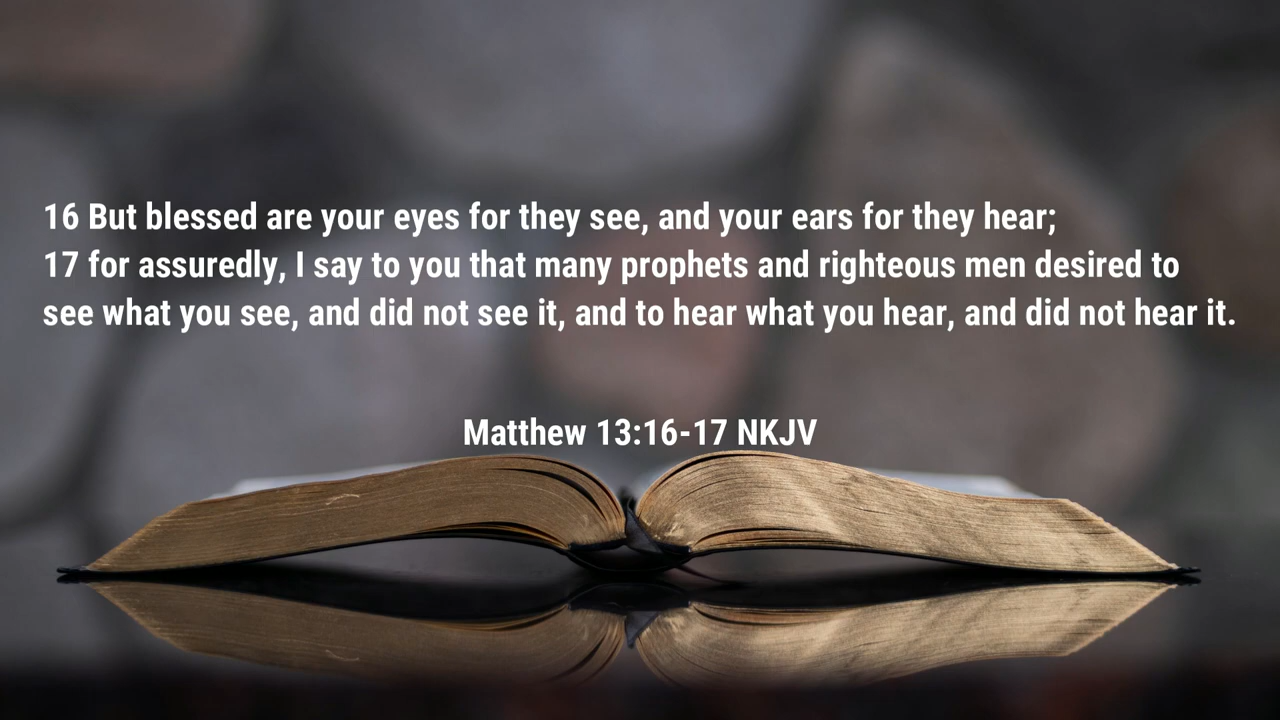 16 But blessed are your eyes for they see, and your ears for they hear;
17 for assuredly, I say to you that many prophets and righteous men desired to
see what you see, and did not see it, and to hear what you hear, and did not hear it.
Matthew 13:16-17 NKJV